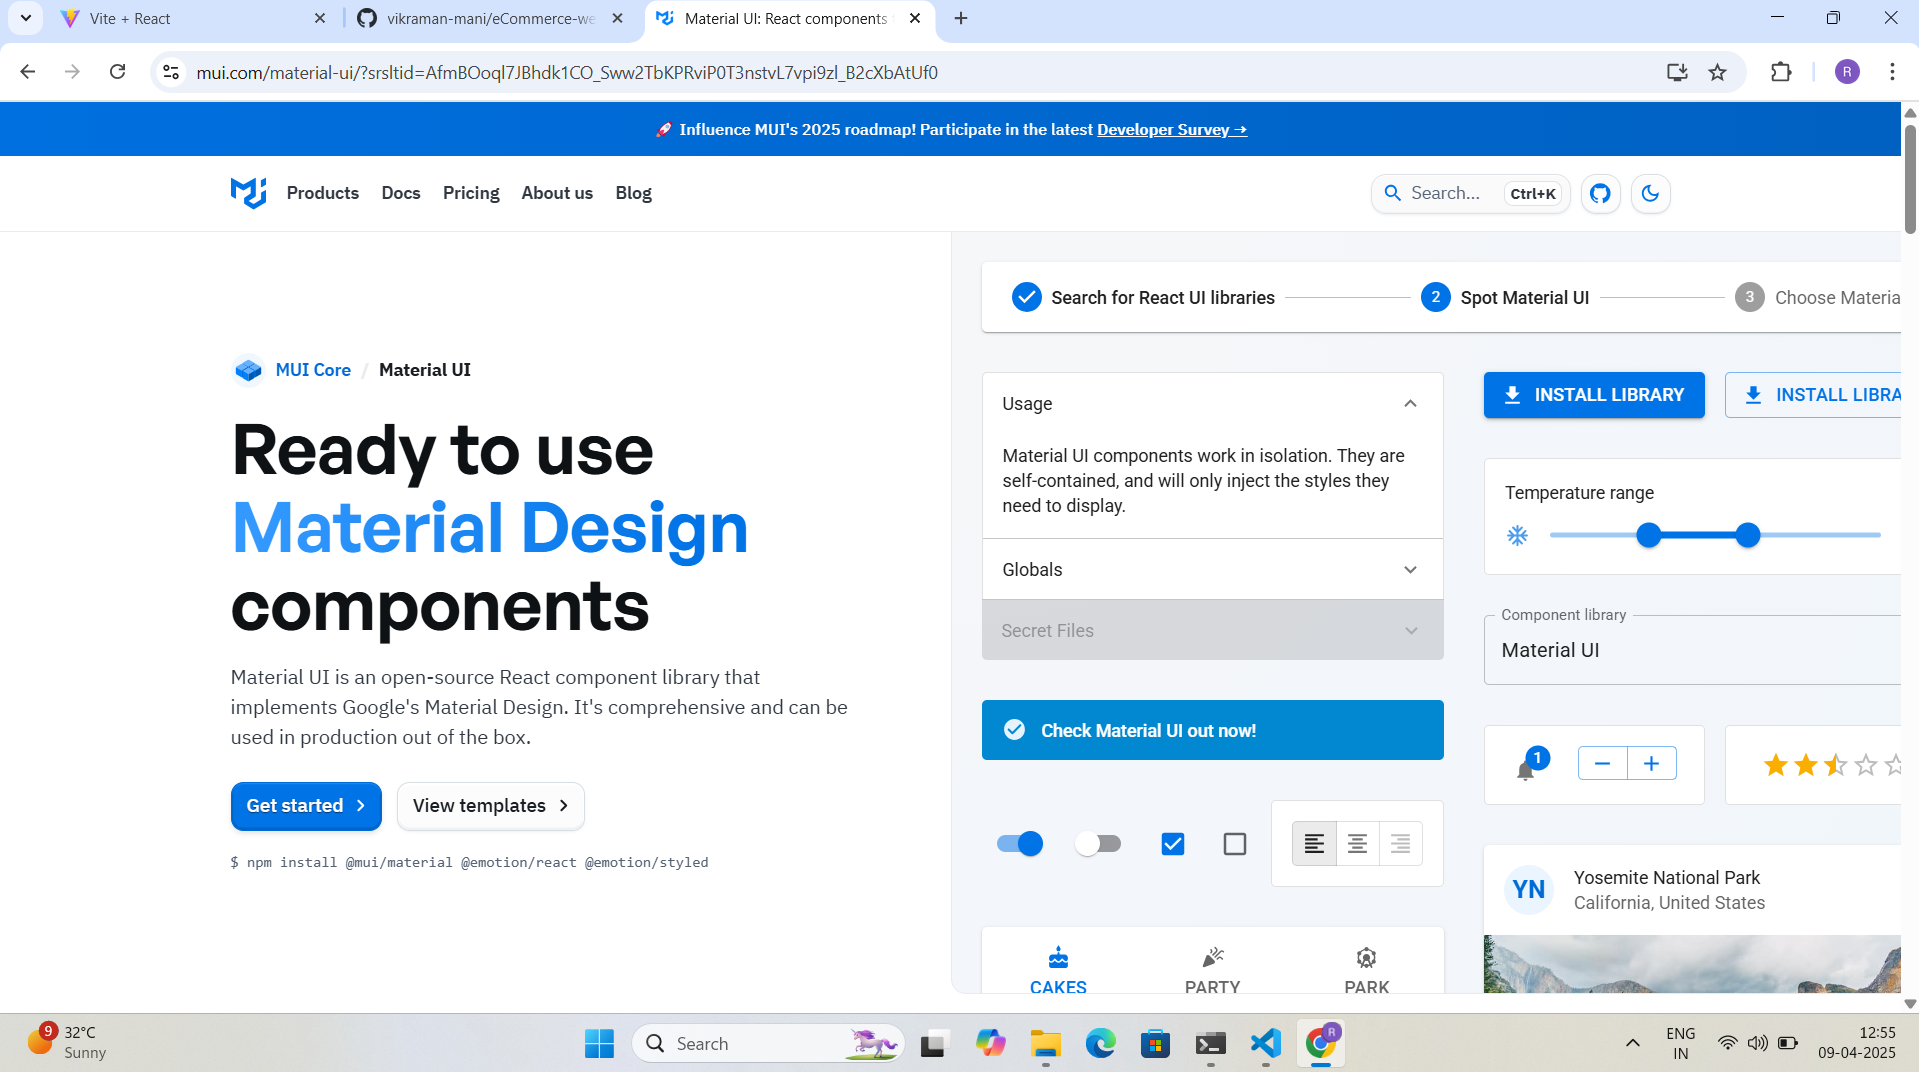 Vite + React
vikraman-mani/eCommerce-we
Material UI: React components
mui.com/material-ui/?srsltid=AfmBOoql7JBhdk1CO_Sww2TbKPRviP0T3nstvL7vpi9zl_B2cXbAtUf0
R
🚀 Influence MUI's 2025 roadmap! Participate in the latest Developer Survey →
Products Docs Pricing About us Blog
Search... Ctrl+K
Search for React UI libraries
2 Spot Material UI
3 Choose Materia
MUI Core / Material UI
Ready to use
Material Design
components
Material UI is an open-source React component library that
implements Google's Material Design. It's comprehensive and can be
used in production out of the box.
Get started
View templates
$ npm install @mui/material @emotion/react @emotion/styled
Usage
Material UI components work in isolation. They are
self-contained, and will only inject the styles they
need to display.
Globals
Secret Files
Check Material UI out now!
CAKES PARTY PARK
INSTALL LIBRARY
INSTALL LIBRA
Temperature range
Component library
Material UI
1
YN
Yosemite National Park
California, United States
9
32°C
Sunny
Search
R
ENG
IN
12:55
09-04-2025